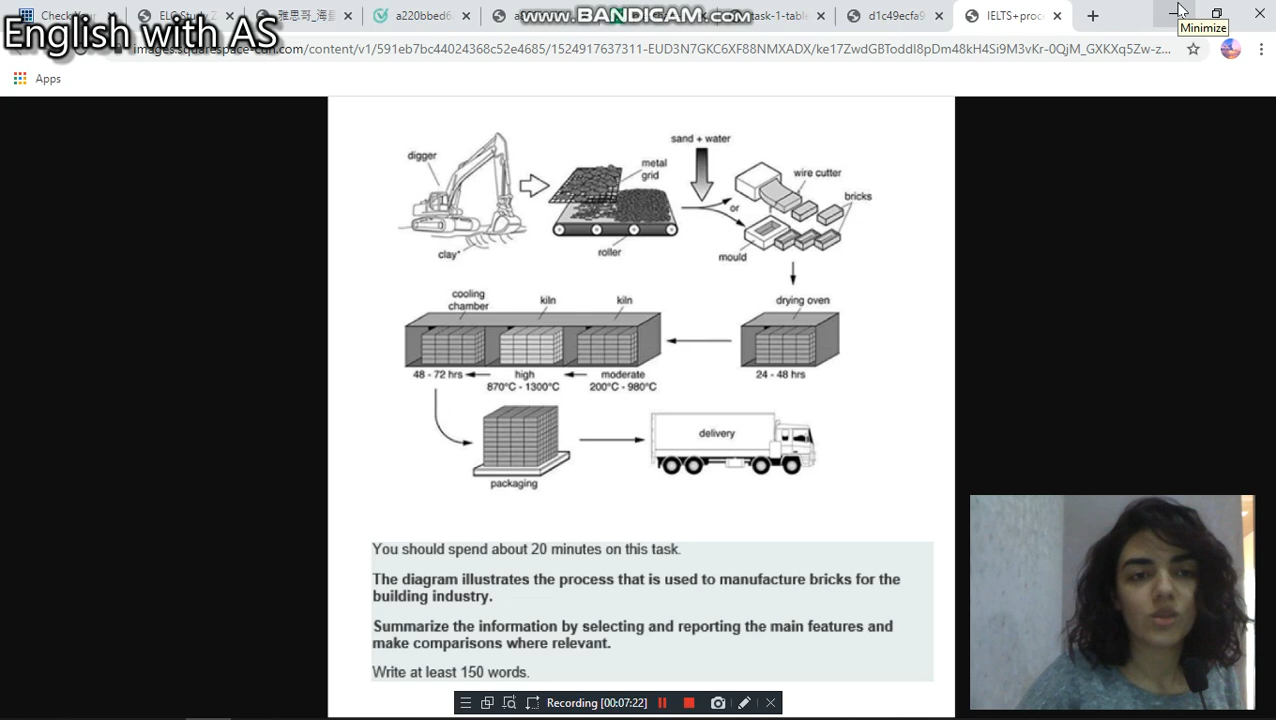 English with AS
www.BANDICAM.com
Minimize
Apps
digger
clay*
metal
grid
roller
sand + water
or
wire cutter
bricks
mould
cooling
chamber
kiln
kiln
drying oven
48 - 72 hrs
high
870°C - 1300°C
moderate
200°C - 980°C
24 - 48 hrs
packaging
delivery
You should spend about 20 minutes on this task.
The diagram illustrates the process that is used to manufacture bricks for the
building industry.
Summarize the information by selecting and reporting the main features and
make comparisons where relevant.
Write at least 150 words.
Recording [00:07:22]